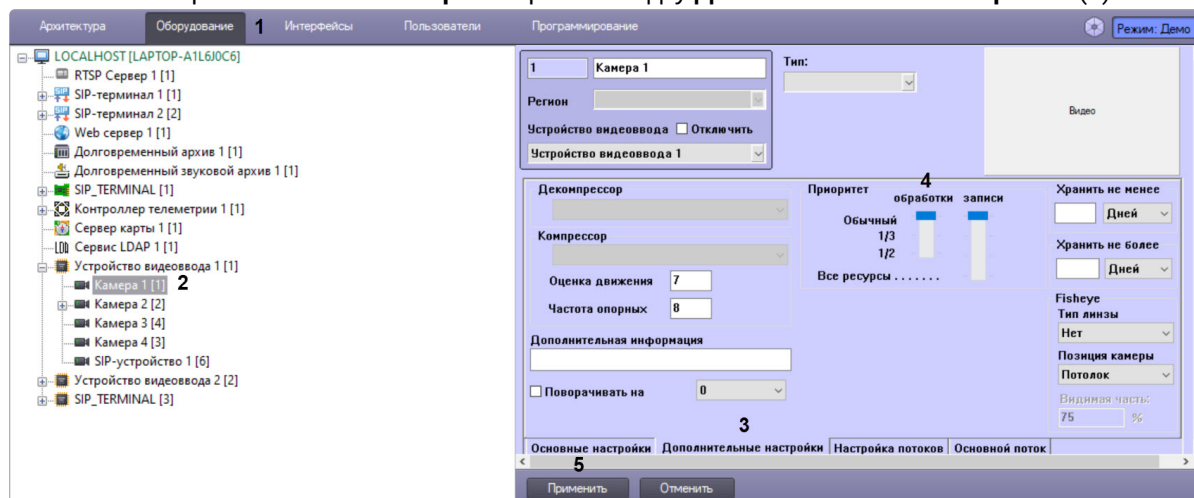 Архитектура Оборудование 1 Интерфейсы Пользователи Программирование Режим: Демо
LOCALHOST [LAPTOP-A1L6J0C6]
RTSP Сервер 1 [1]
SIP-терминал 1 [1]
SIP-терминал 2 [2]
Web сервер 1 [1]
Долговременный архив 1 [1]
Долговременный звуковой архив 1 [1]
SIP_TERMINAL [1]
Контроллер телеметрии 1 [1]
Сервер карты 1 [1]
Сервис LDAP 1 [1]
Устройство видеоввода 1 [1]
Камера 1 [1] 2
Камера 2 [2]
Камера 3 [4]
Камера 4 [3]
SIP-устройство 1 [6]
Устройство видеоввода 2 [2]
SIP_TERMINAL [3]
1 Камера 1
Регион
Устройство видеоввода Отключить
Устройство видеоввода 1
Тип:
Видео
Декомпрессор
Компрессор
Оценка движения 7
Частота опорных 8
Дополнительная информация
Поворачивать на 0
Приоритет
4
обработки записи
Обычный
1/3
1/2
Все ресурсы . . . . . . .
Хранить не менее
Дней
Хранить не более
Дней
Fisheye
Тип линзы
Нет
Позиция камеры
Потолок
Видимая часть:
75 %
3
Основные настройки Дополнительные настройки Настройка потоков Основной поток
5
Применить Отменить